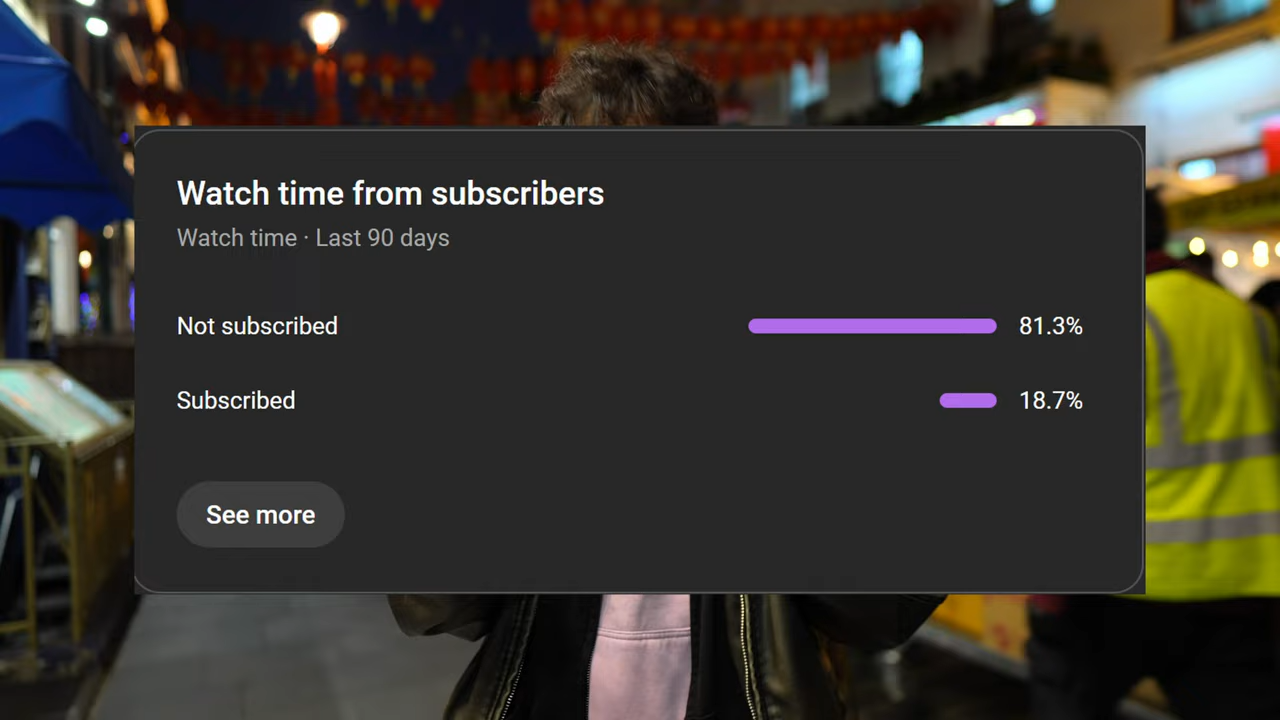 Watch time from subscribers
Watch time · Last 90 days
Not subscribed 81.3%
Subscribed 18.7%
See more